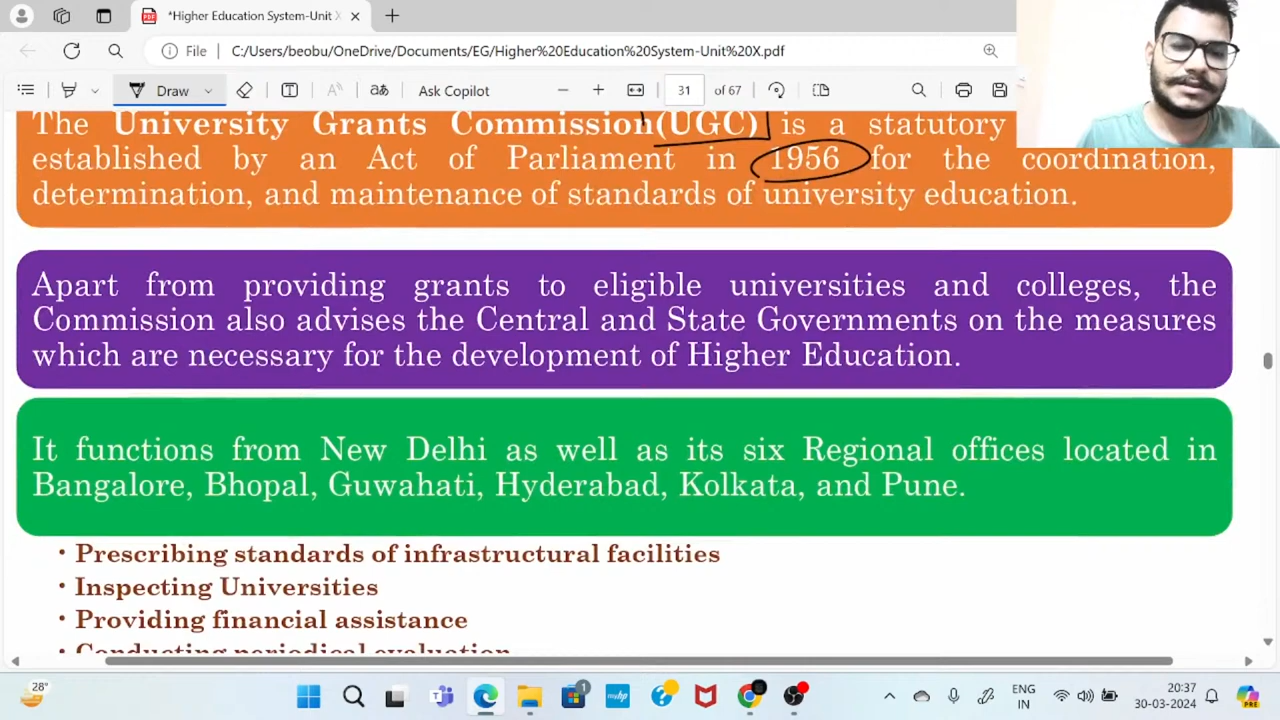 *Higher Education System-Unit X
File C:/Users/beobu/OneDrive/Documents/EG/Higher%20Education%20System-Unit%20X.pdf
Draw Ask Copilot 31 of 67
The University Grants Commission(UGC) is a statutory
established by an Act of Parliament in 1956 for the coordination,
determination, and maintenance of standards of university education.
Apart from providing grants to eligible universities and colleges, the
Commission also advises the Central and State Governments on the measures
which are necessary for the development of Higher Education.
It functions from New Delhi as well as its six Regional offices located in
Bangalore, Bhopal, Guwahati, Hyderabad, Kolkata, and Pune.
• Prescribing standards of infrastructural facilities
• Inspecting Universities
• Providing financial assistance
• Conducting periodical evaluation
28° ENG 20:37
IN 30-03-2024